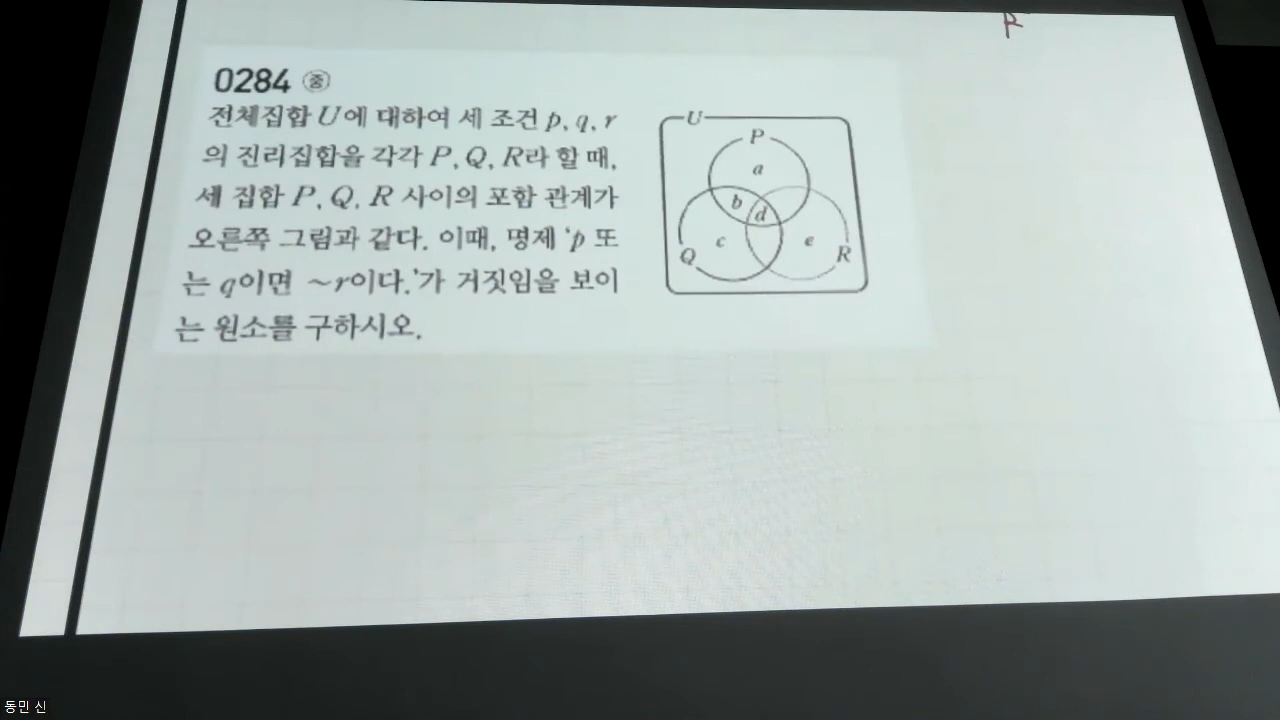 0284 중
전체집합 U에 대하여 세 조건 p, q, r
의 진리집합을 각각 P, Q, R라 할 때,
세 집합 P, Q, R 사이의 포함 관계가
오른쪽 그림과 같다. 이때, 명제 ‘p 또
는 q이면 ~r이다.’가 거짓임을 보이
는 원소를 구하시오.
U
P
a
b d
c e
Q R
동민 신